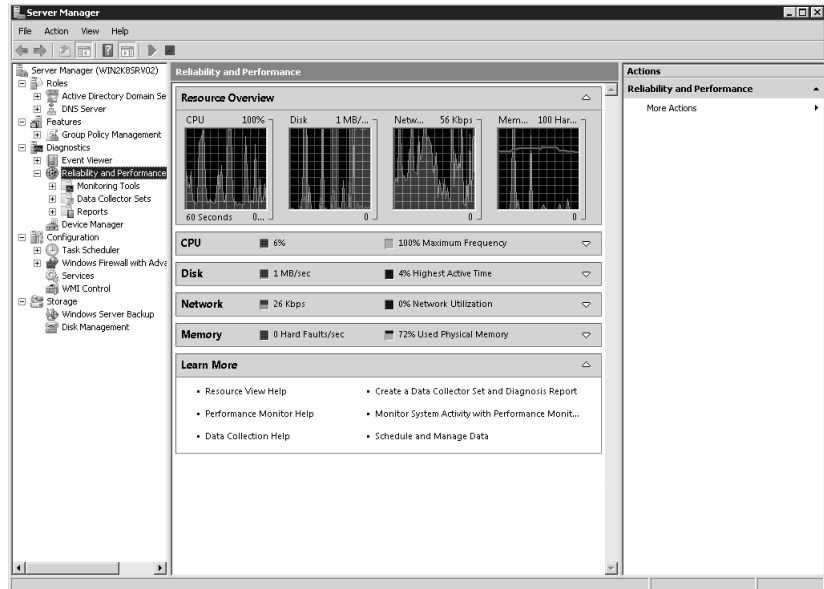 Server Manager
File Action View Help
Server Manager (WIN2K8SRV02)
Roles
Active Directory Domain Se
DNS Server
Features
Group Policy Management
Diagnostics
Event Viewer
Reliability and Performance
Monitoring Tools
Data Collector Sets
Reports
Device Manager
Configuration
Task Scheduler
Windows Firewall with Adva
Services
WMI Control
Storage
Windows Server Backup
Disk Management
Reliability and Performance
Resource Overview
CPU 100% Disk 1 MB/... Netw... 56 Kbps Mem... 100 Har...
60 Seconds 0... 0 0 0
CPU 6% 100% Maximum Frequency
Disk 1 MB/sec 4% Highest Active Time
Network 26 Kbps 0% Network Utilization
Memory 0 Hard Faults/sec 72% Used Physical Memory
Learn More
• Resource View Help • Create a Data Collector Set and Diagnosis Report
• Performance Monitor Help • Monitor System Activity with Performance Monit...
• Data Collection Help • Schedule and Manage Data
Actions
Reliability and Performance
More Actions